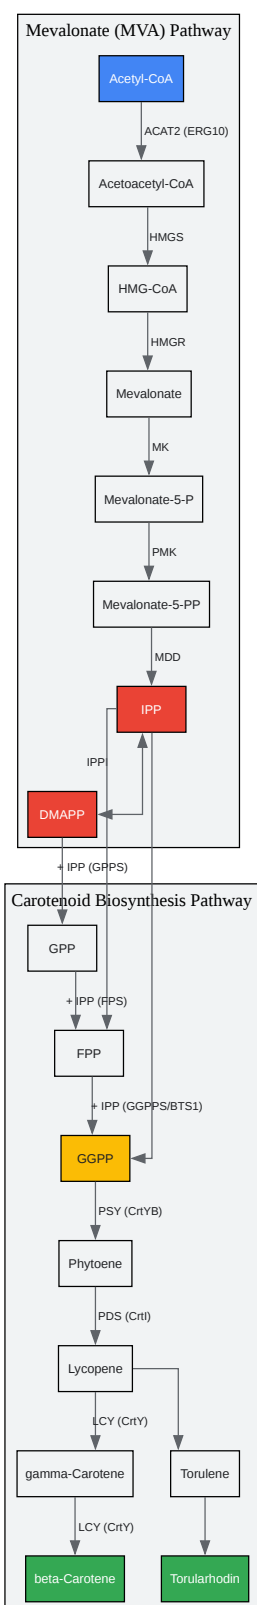 Mevalonate (MVA) Pathway
Acetyl-CoA
ACAT2 (ERG10)
Acetoacetyl-CoA
HMGS
HMG-CoA
HMGR
Mevalonate
MK
Mevalonate-5-P
PMK
Mevalonate-5-PP
MDD
IPP
IPPI
DMAPP
+ IPP (GPPS)
Carotenoid Biosynthesis Pathway
GPP
+ IPP (FPS)
FPP
+ IPP (GGPPS/BTS1)
GGPP
PSY (CrtYB)
Phytoene
PDS (CrtI)
Lycopene
LCY (CrtY)
gamma-Carotene
Torulene
LCY (CrtY)
beta-Carotene
Torularhodin